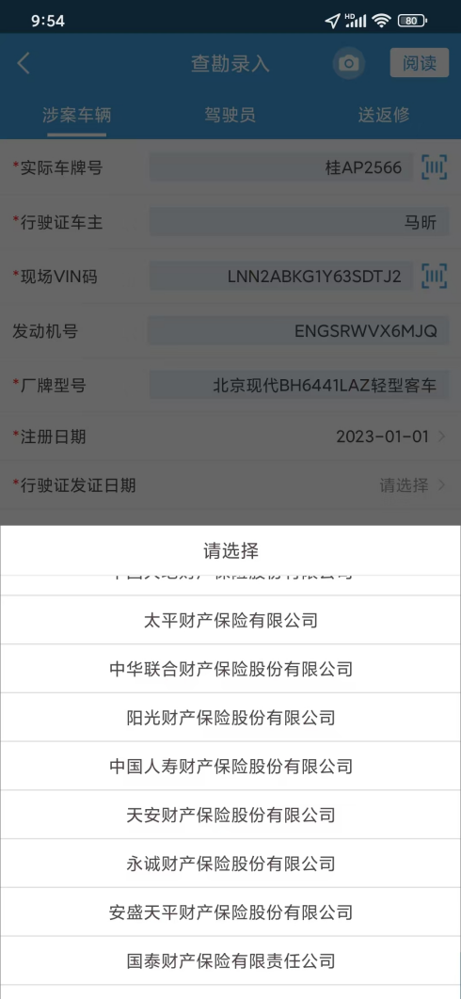 9:54
HD
80
查勘录入
阅读
涉案车辆
驾驶员
送返修
*实际车牌号
桂AP2566
*行驶证车主
马昕
*现场VIN码
LNN2ABKG1Y63SDTJ2
发动机号
ENGSRWVX6MJQ
*厂牌型号
北京现代BH6441LAZ轻型客车
*注册日期
2023-01-01
*行驶证发证日期
请选择
请选择
太平财产保险有限公司
中华联合财产保险股份有限公司
阳光财产保险股份有限公司
中国人寿财产保险股份有限公司
天安财产保险股份有限公司
永诚财产保险股份有限公司
安盛天平财产保险股份有限公司
国泰财产保险有限责任公司